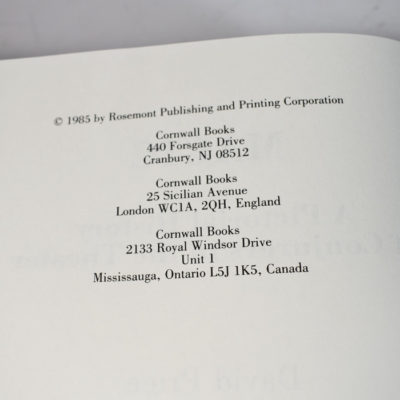 © 1985 by Rosemont Publishing and Printing Corporation
Cornwall Books
440 Forsgate Drive
Cranbury, NJ 08512
Cornwall Books
25 Sicilian Avenue
London WC1A, 2QH, England
Cornwall Books
2133 Royal Windsor Drive
Unit 1
Mississauga, Ontario L5J 1K5, Canada